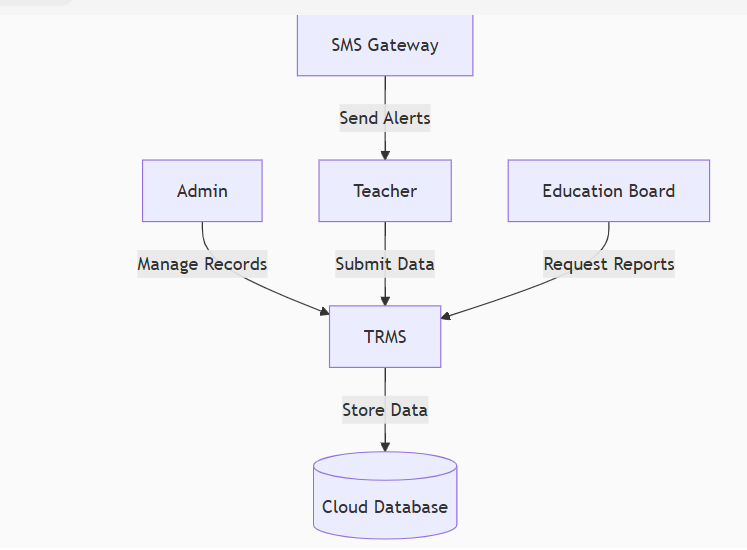 SMS Gateway
Send Alerts
Admin
Teacher
Education Board
Manage Records
Submit Data
Request Reports
TRMS
Store Data
Cloud Database